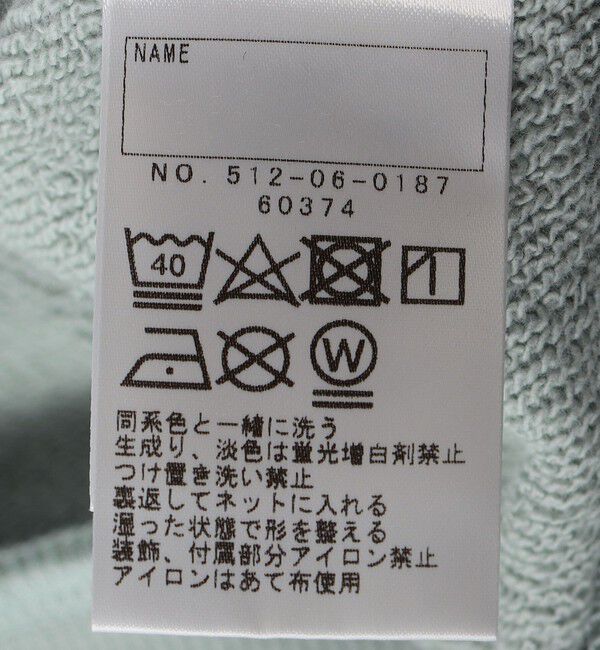 NAME
NO. 512-06-0187
60374
40
W
同系色と一緒に洗う
生成り、淡色は蛍光増白剤禁止
つけ置き洗い禁止
裏返してネットに入れる
湿った状態で形を整える
装飾、付属部分アイロン禁止
アイロンはあて布使用